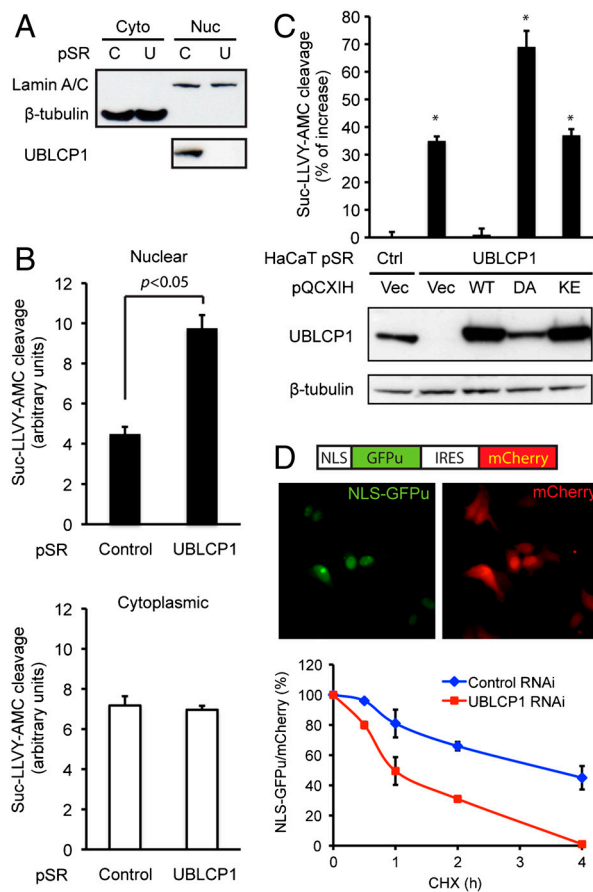 A
Cyto Nuc
pSR C U C U
Lamin A/C
β-tubulin
UBLCP1
B
Nuclear
p<0.05
Suc-LLVY-AMC cleavage
(arbitrary units)
12
10
8
6
4
2
0
pSR Control UBLCP1
Cytoplasmic
Suc-LLVY-AMC cleavage
(arbitrary units)
12
10
8
6
4
2
0
pSR Control UBLCP1
C
Suc-LLVY-AMC cleavage
(% of increase)
80
70
60
50
40
30
20
10
0
* * *
HaCaT pSR Ctrl UBLCP1
pQCXIH Vec Vec WT DA KE
UBLCP1
β-tubulin
D
NLS GFPu IRES mCherry
NLS-GFPu mCherry
NLS-GFPu/mCherry (%)
120
100
80
60
40
20
0
Control RNAi
UBLCP1 RNAi
0 1 2 3 4
CHX (h)